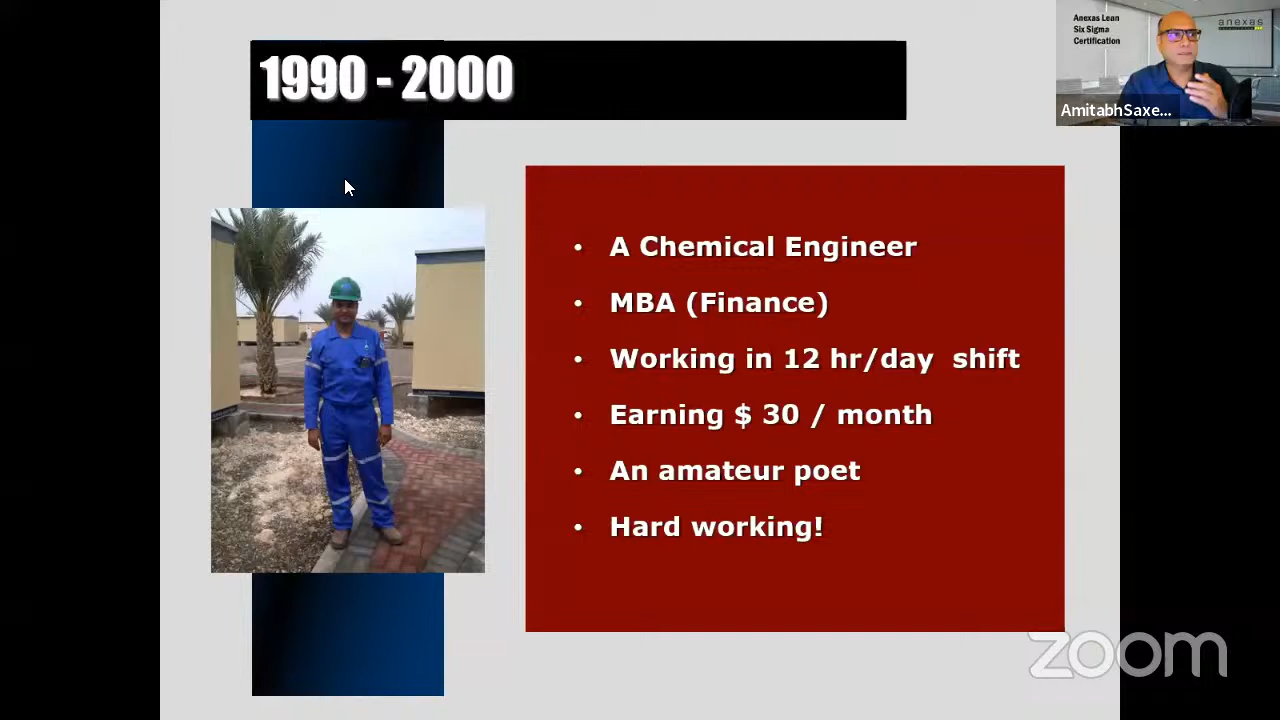 1990 - 2000
Anexas Lean
Six Sigma
Certification
anexas
AmitabhSaxe...
• A Chemical Engineer
• MBA (Finance)
• Working in 12 hr/day shift
• Earning $ 30 / month
• An amateur poet
• Hard working!
zoom